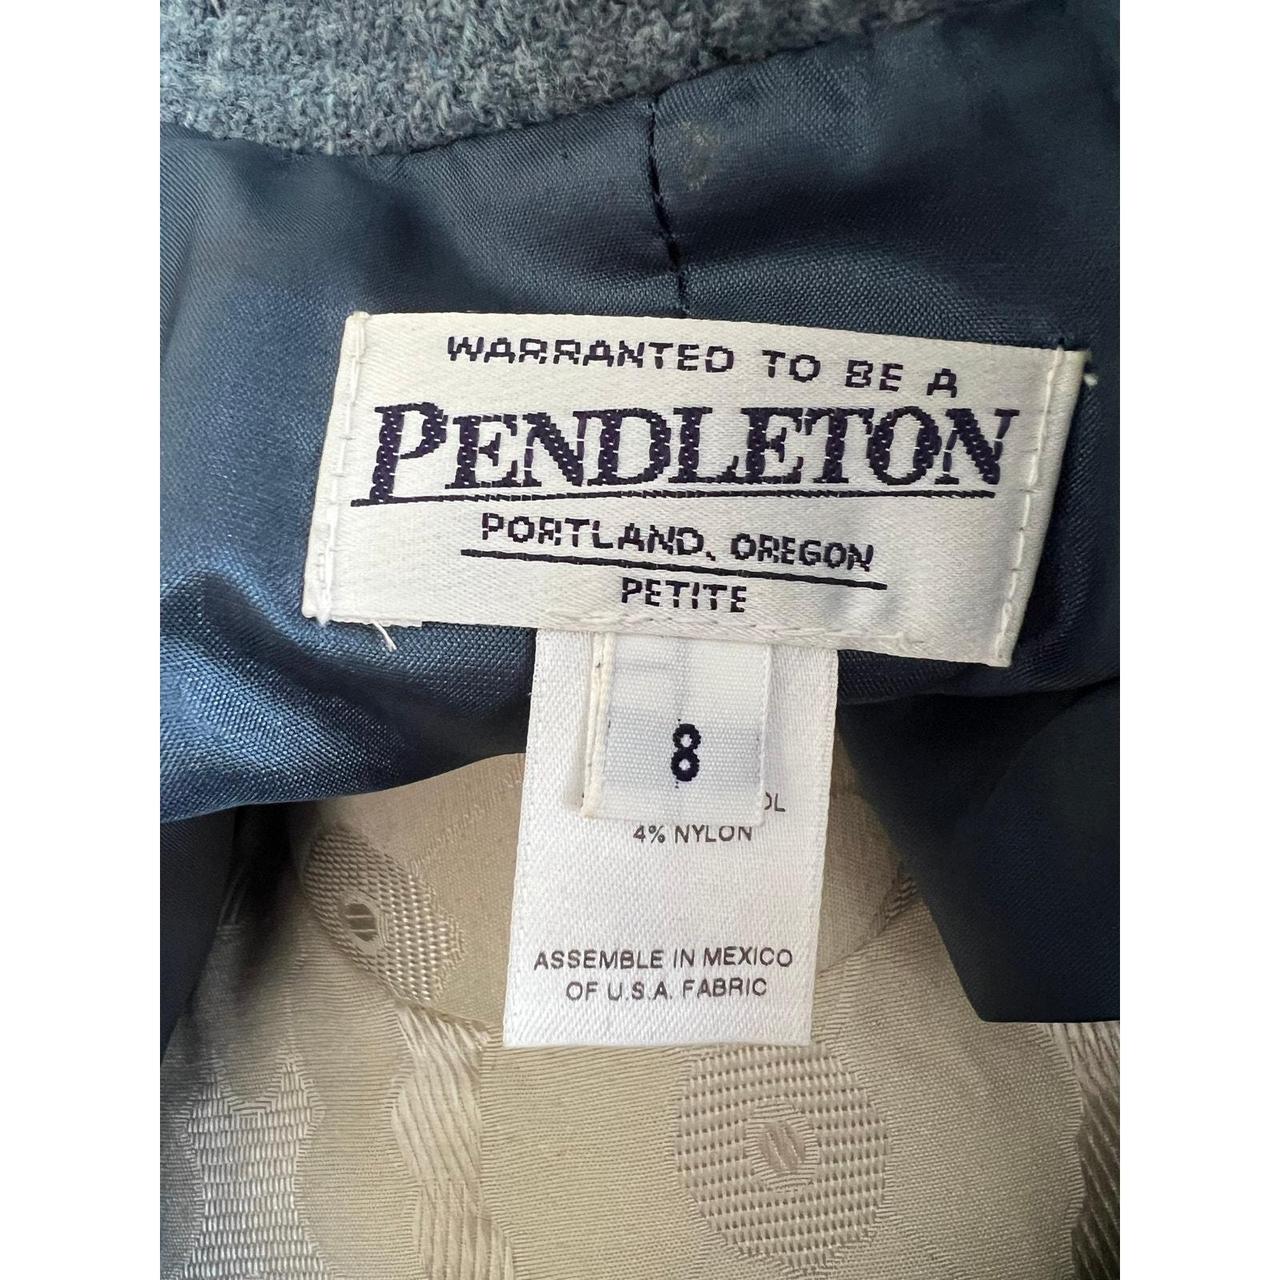 WARRANTED TO BE A
PENDLETON
PORTLAND, OREGON
PETITE
8
4% NYLON
ASSEMBLE IN MEXICO
OF U.S.A. FABRIC